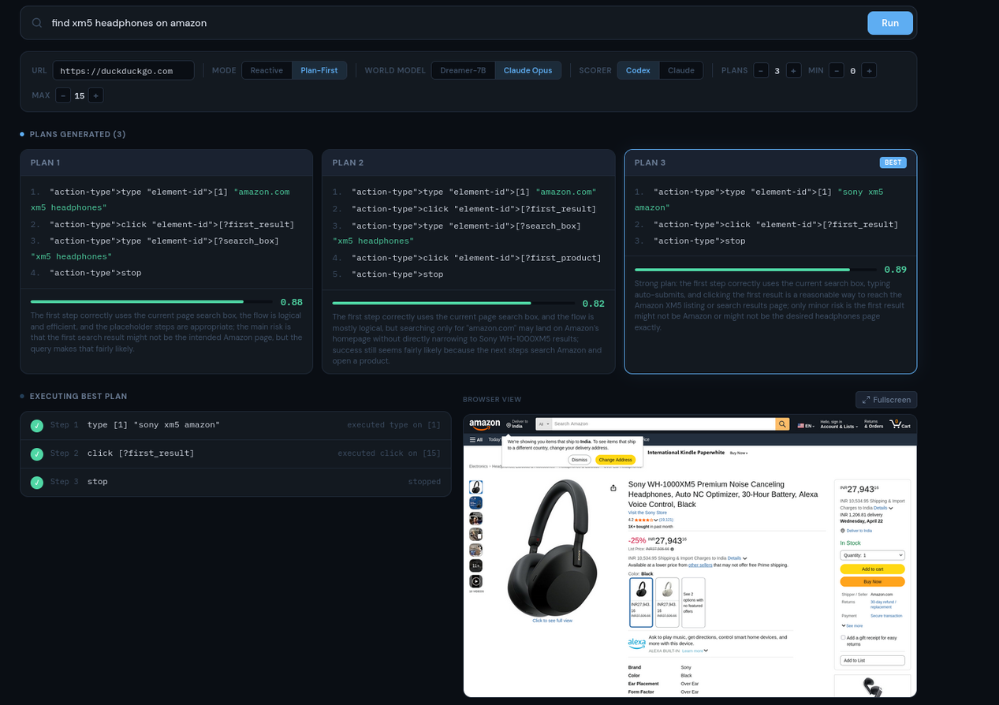 find xm5 headphones on amazon
Run
URL https://duckduckgo.com MODE Reactive Plan-First WORLD MODEL Dreamer-7B Claude Opus SCORER Codex Claude PLANS − 3 + MIN − 0 +
MAX − 15 +
PLANS GENERATED (3)
PLAN 1
1. "action-type">type "element-id">[1] "amazon.com
xm5 headphones"
2. "action-type">click "element-id">[?first_result]
3. "action-type">type "element-id">[?search_box]
"xm5 headphones"
4. "action-type">stop
0.88
The first step correctly uses the current page search box, the flow is logical
and efficient, and the placeholder steps are appropriate; the main risk is
that the first search result might not be the intended Amazon page, but the
query makes that fairly likely.
PLAN 2
1. "action-type">type "element-id">[1] "amazon.com"
2. "action-type">click "element-id">[?first_result]
3. "action-type">type "element-id">[?search_box]
"xm5 headphones"
4. "action-type">click "element-id">[?first_product]
5. "action-type">stop
0.82
The first step correctly uses the current page search box, and the flow is
mostly logical, but searching only for "amazon.com" may land on Amazon's
homepage without directly narrowing to Sony WH-1000XM5 results;
success still seems fairly likely because the next steps search Amazon and
open a product.
PLAN 3
BEST
1. "action-type">type "element-id">[1] "sony xm5
amazon"
2. "action-type">click "element-id">[?first_result]
3. "action-type">stop
0.89
Strong plan: the first step correctly uses the current search box, typing
auto-submits, and clicking the first result is a reasonable way to reach the
Amazon XM5 listing or search results page; only minor risk is the first result
might not be Amazon or might not be the desired headphones page
exactly.
EXECUTING BEST PLAN
Step 1 type [1] "sony xm5 amazon" executed type on [1]
Step 2 click [?first_result] executed click on [15]
Step 3 stop stopped
BROWSER VIEW
Fullscreen
amazon
Deliver to
India
All
Search Amazon
EN
Hello, sign in
Account & Lists
Returns
& Orders
0
Cart
All
Today'
We're showing you items that ship to India. To see items that ship
to a different country, change your delivery address.
Dismiss
Change Address
International Kindle Paperwhite
Buy Now
Sony WH-1000XM5 Premium Noise Canceling
Headphones, Auto NC Optimizer, 30-Hour Battery, Alexa
Voice Control, Black
Visit the Sony Store
4.2 (19,121)
1K+ bought in past month
-25% INR27,94316
INR 10,534.95 Shipping & Import Charges to India Details
Available at a lower price from other sellers that may not offer free Prime shipping.
Color: Black
INR27,943.
16
INR27,943.
16
See 2
options with
no featured
offers
11+
Click to see full view
alexa
Ask to play music, get directions, control smart home devices, and
more with this device.
ALEXA BUILT-IN Learn more
Brand Sony
Color Black
Ear Placement Over Ear
Form Factor Over Ear
INR27,94316
INR 10,534.95 Shipping & Import
Charges to India Details
INR 1,206.81 delivery
Wednesday, April 22
Deliver to India
In Stock
Quantity: 1
Add to cart
Buy Now
Shipper / Seller Amazon.com
Returns 30-day refund /
replacement
Payment Secure transaction
See more
Add a gift receipt for easy
returns
Add to List